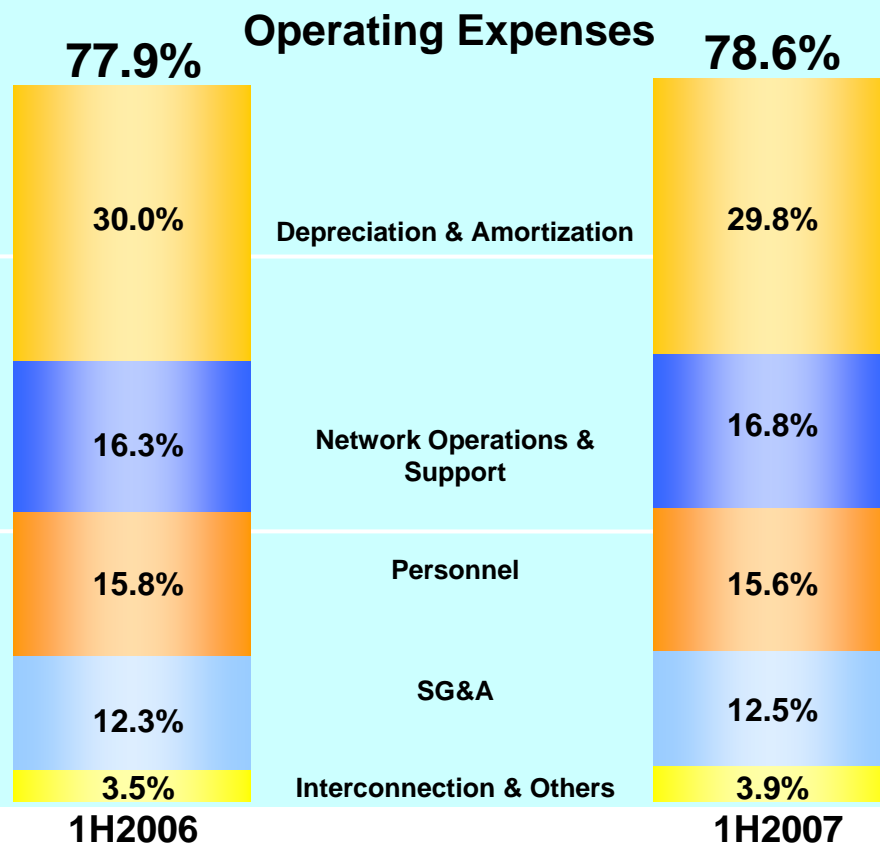 Operating Expenses
77.9%
78.6%
30.0%
Depreciation & Amortization
29.8%
16.3%
Network Operations &
Support
16.8%
15.8%
Personnel
15.6%
12.3%
SG&A
12.5%
3.5%
Interconnection & Others
3.9%
1H2006
1H2007